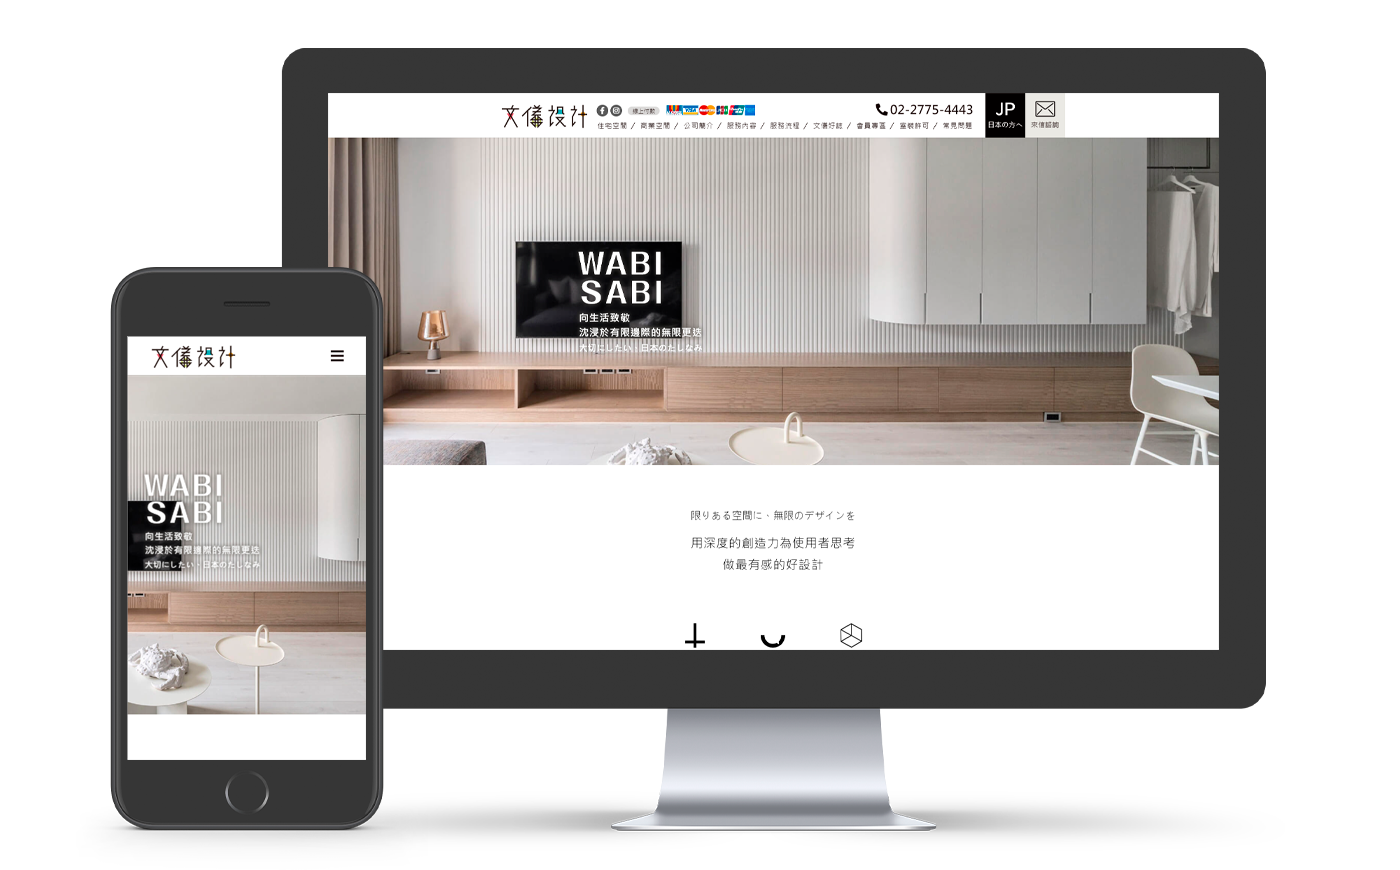 文儀設計
線上付款
VISA
02-2775-4443
JP
日本の方へ
來信諮詢
住宅空間 / 商業空間 / 公司簡介 / 服務內容 / 服務流程 / 文儀好誌 / 會員專區 / 室裝許可 / 常見問題
WABI
SABI
向生活致敬
沈浸於有限邊際的無限更迭
大切にしたい・日本のたしなみ
限りある空間に、無限のデザインを
用深度的創造力為使用者思考
做最有感的好設計
文儀設計
WABI
SABI
向生活致敬
沈浸於有限邊際的無限更迭
大切にしたい・日本のたしなみ